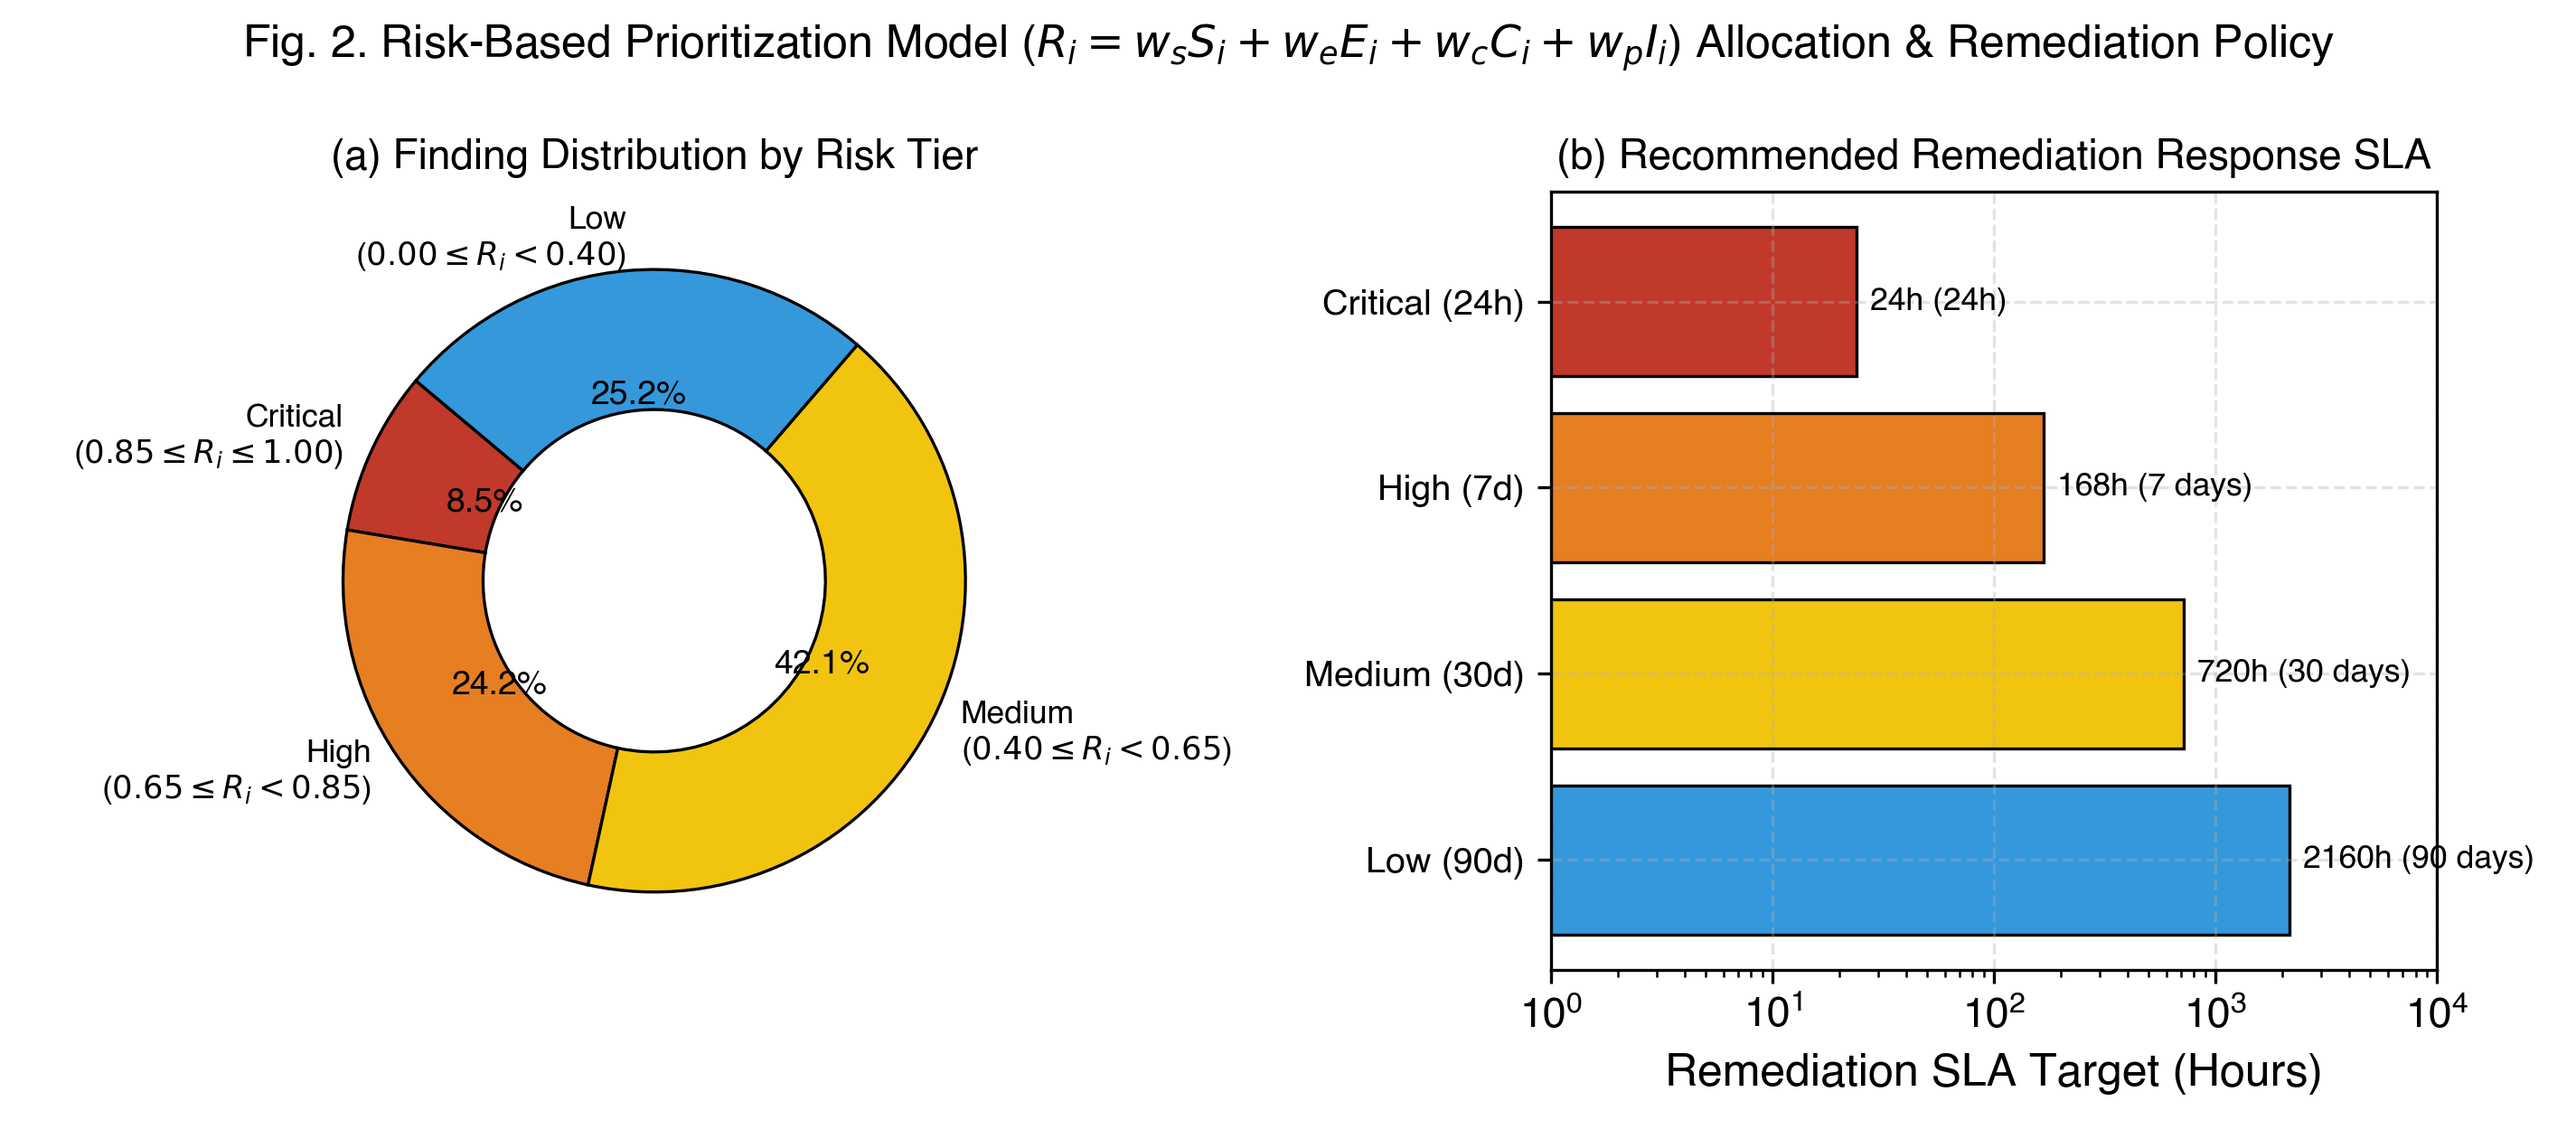 Fig. 2. Risk-Based Prioritization Model (Rᵢ = wₛSᵢ + wₑEᵢ + w_cCᵢ + wₚIᵢ) Allocation & Remediation Policy
(a) Finding Distribution by Risk Tier
Low
(0.00 ≤ Rᵢ < 0.40)
25.2%
Critical
(0.85 ≤ Rᵢ ≤ 1.00)
8.5%
24.2%
42.1%
High
(0.65 ≤ Rᵢ < 0.85)
Medium
(0.40 ≤ Rᵢ < 0.65)
(b) Recommended Remediation Response SLA
Critical (24h)
24h (24h)
High (7d)
168h (7 days)
Medium (30d)
720h (30 days)
Low (90d)
2160h (90 days)
10⁰ 10¹ 10² 10³ 10⁴
Remediation SLA Target (Hours)